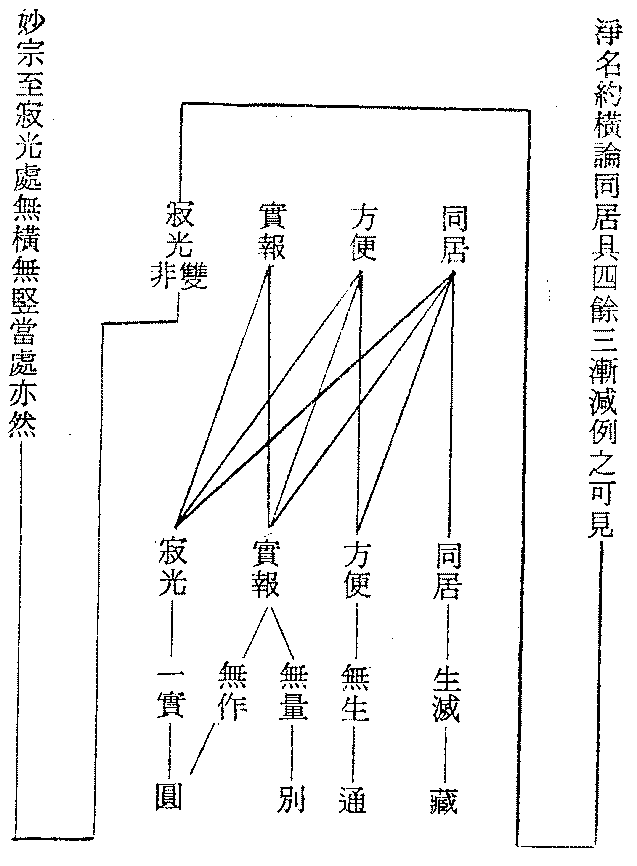 淨名約橫論同居具四餘三漸減例之可見
同居
方便
實報
寂光
非雙
同居
方便
實報
寂光
生滅
無生
無量
無作
一實
藏
通
別
圓
妙宗至寂光處無橫無豎當處亦然